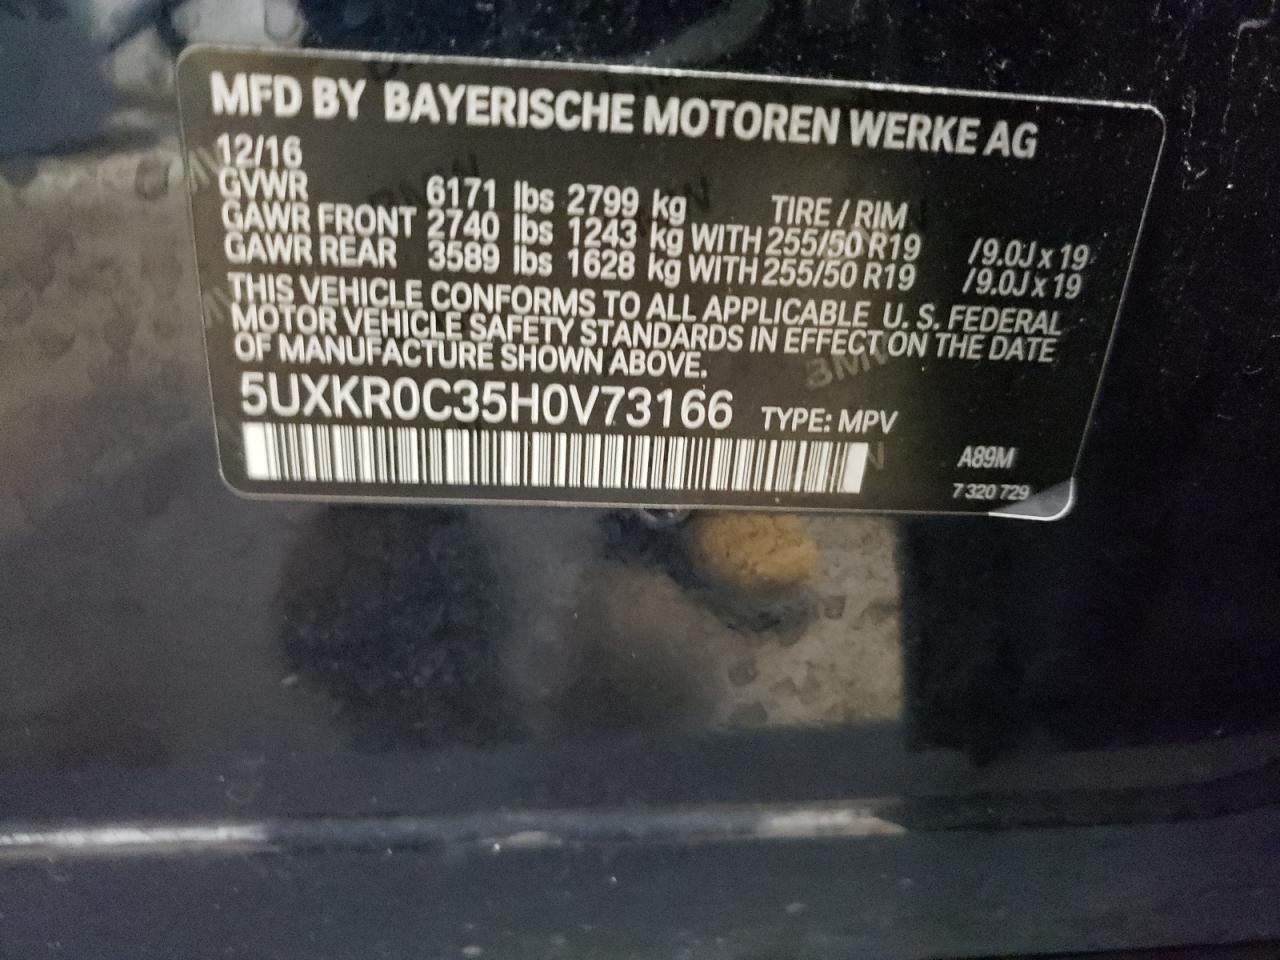 MFD BY BAYERISCHE MOTOREN WERKE AG
12/16
GVWR 6171 lbs 2799 kg TIRE / RIM
GAWR FRONT 2740 lbs 1243 kg WITH 255/50 R19 /9.0J x 19
GAWR REAR 3589 lbs 1628 kg WITH 255/50 R19 /9.0J x 19
THIS VEHICLE CONFORMS TO ALL APPLICABLE U. S. FEDERAL
MOTOR VEHICLE SAFETY STANDARDS IN EFFECT ON THE DATE
OF MANUFACTURE SHOWN ABOVE.
5UXKR0C35H0V73166 TYPE: MPV
A89M
7 320 729